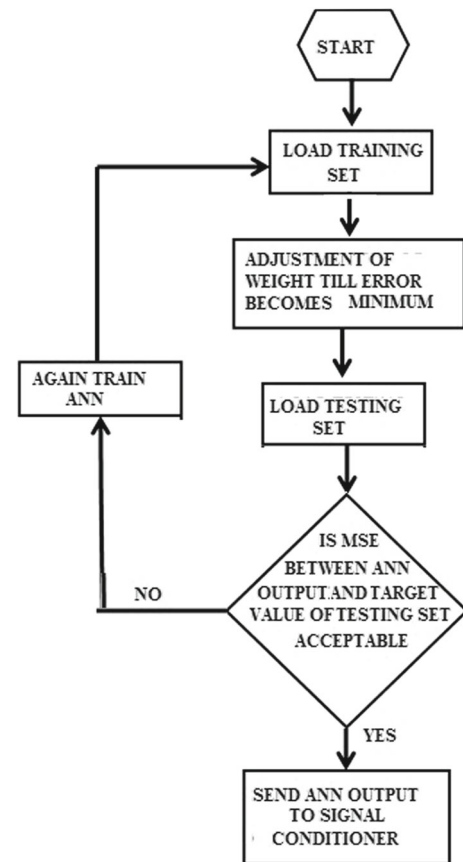 START
LOAD TRAINING
SET
ADJUSTMENT OF
WEIGHT TILL ERROR
BECOMES MINIMUM
AGAIN TRAIN
ANN
LOAD TESTING
SET
IS MSE
BETWEEN ANN
OUTPUT AND TARGET
VALUE OF TESTING SET
ACCEPTABLE
NO
YES
SEND ANN OUTPUT
TO SIGNAL
CONDITIONER